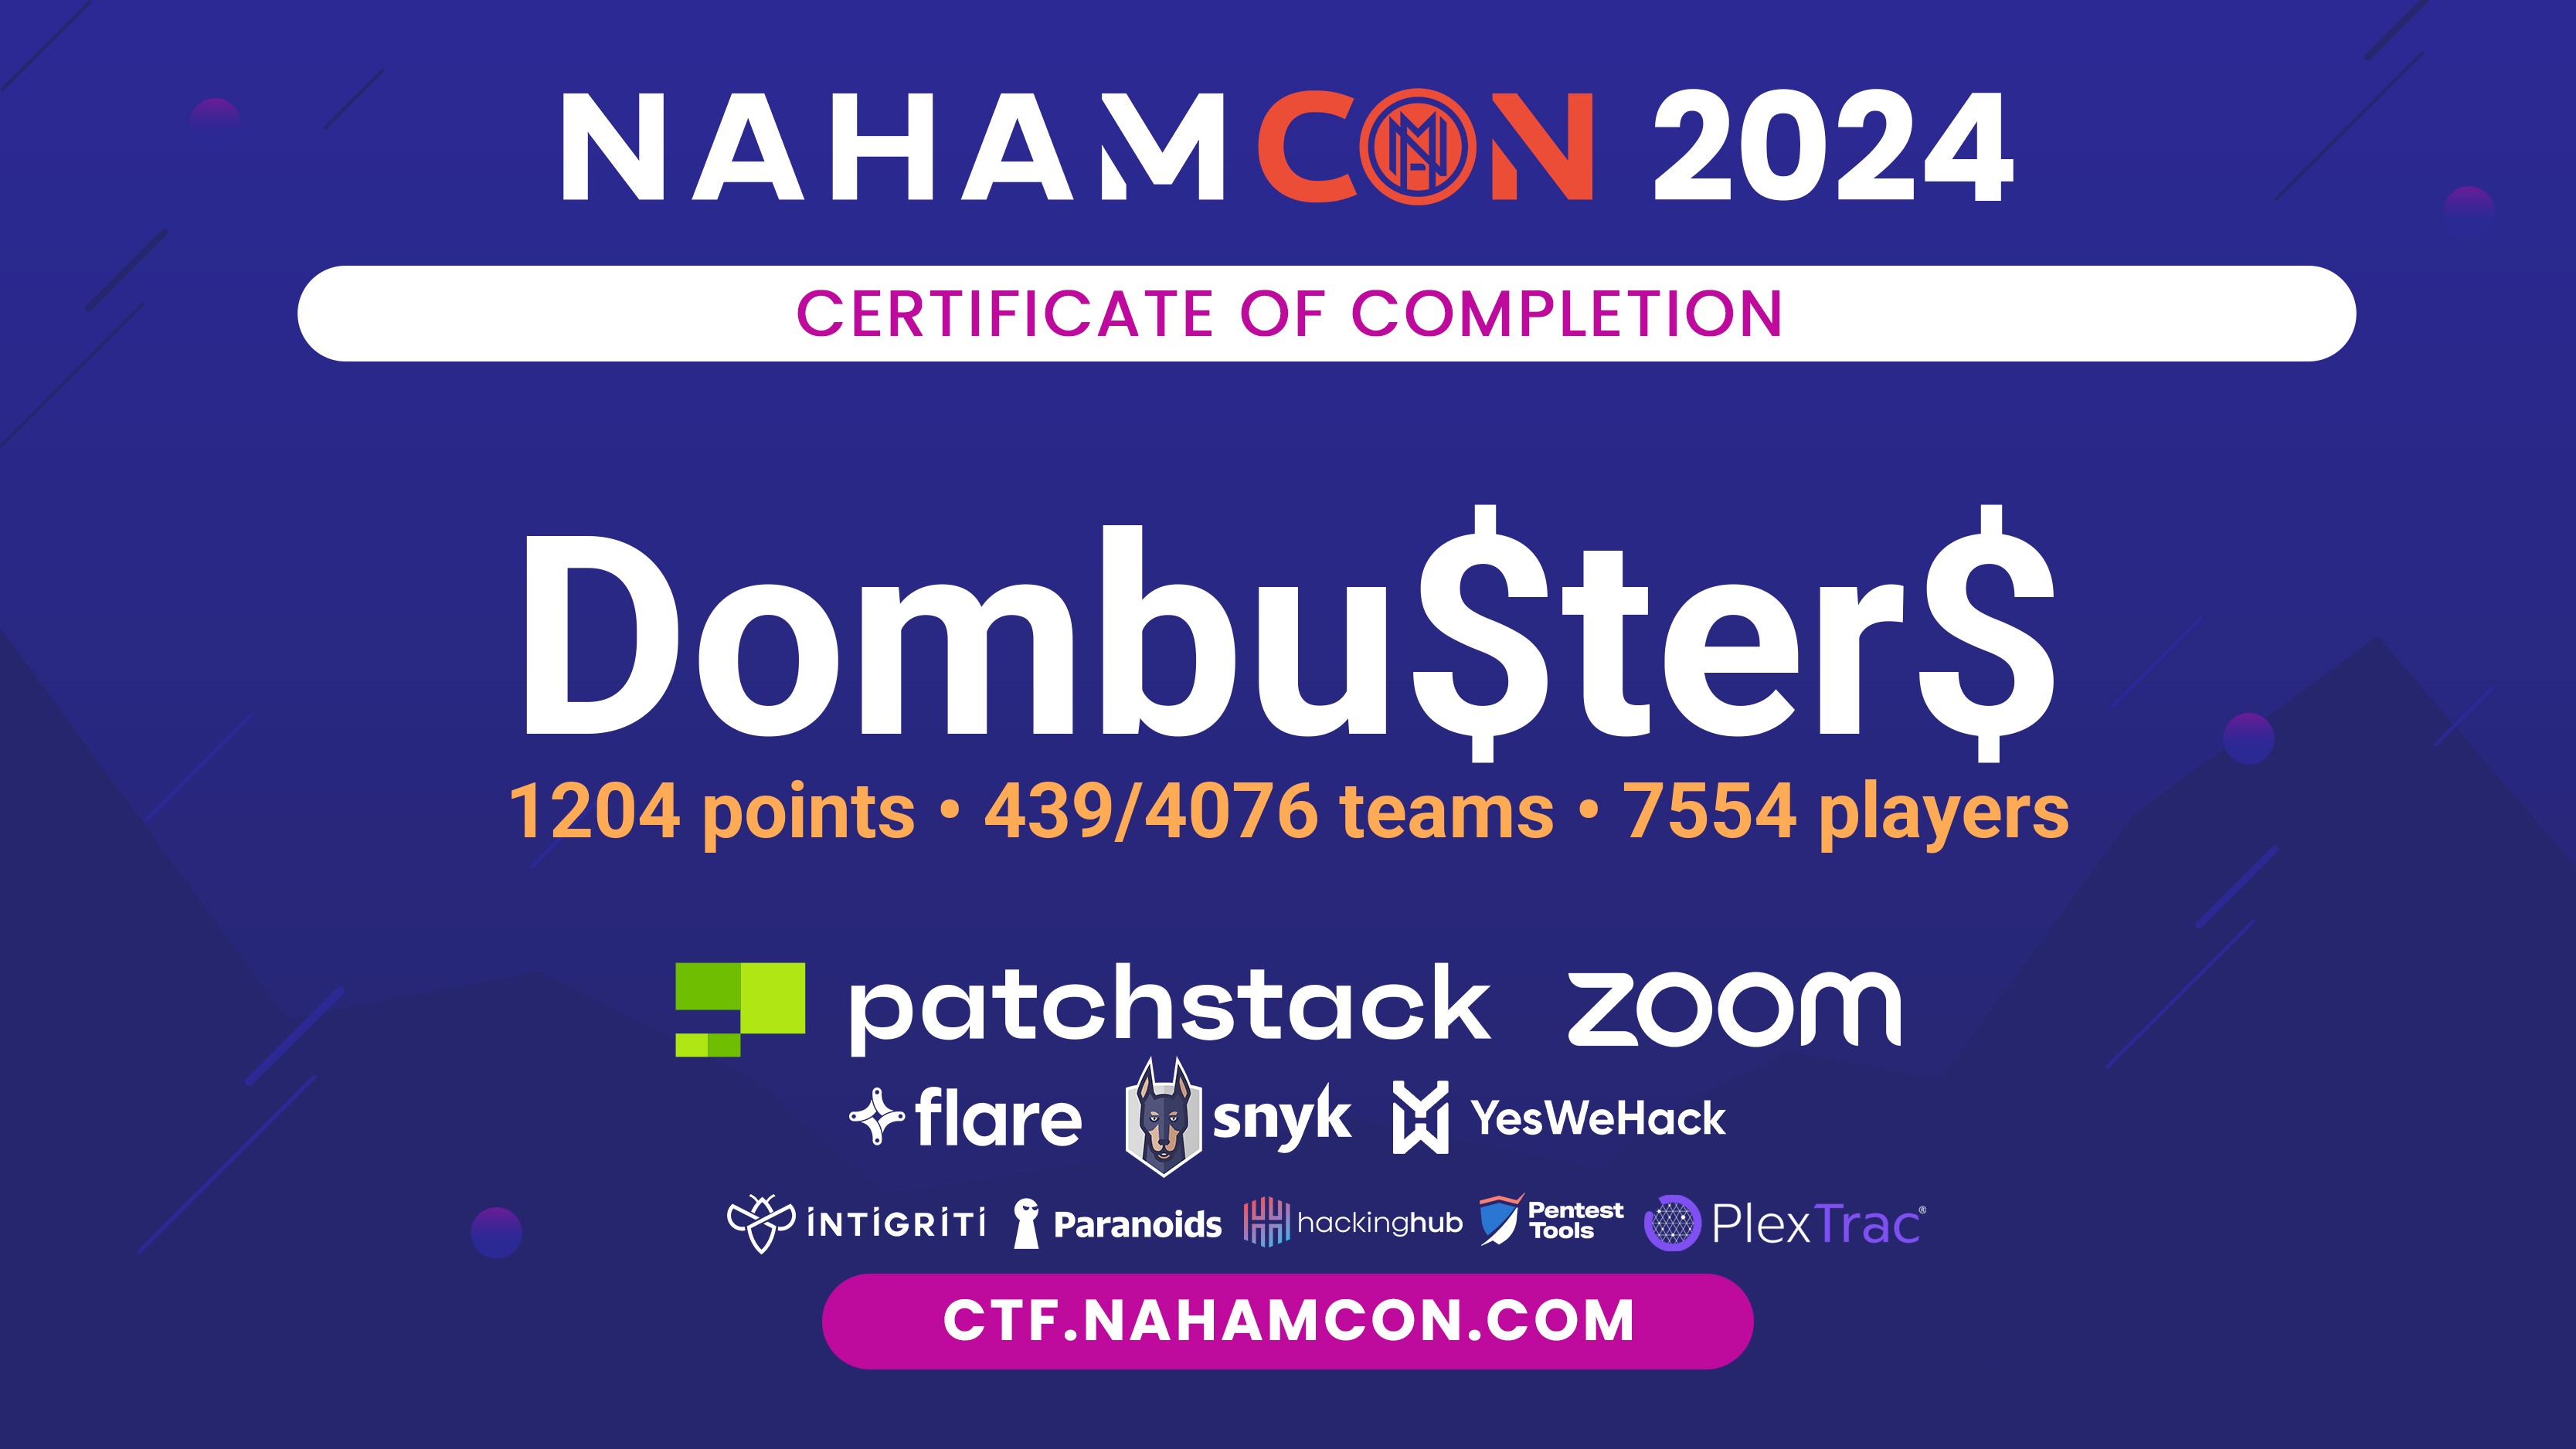 NAHAMCON 2024
CERTIFICATE OF COMPLETION
Dombu$ter$
1204 points • 439/4076 teams • 7554 players
patchstack zoom
flare snyk YesWeHack
INTIGRITI Paranoids hackinghub Pentest Tools PlexTrac®
CTF.NAHAMCON.COM